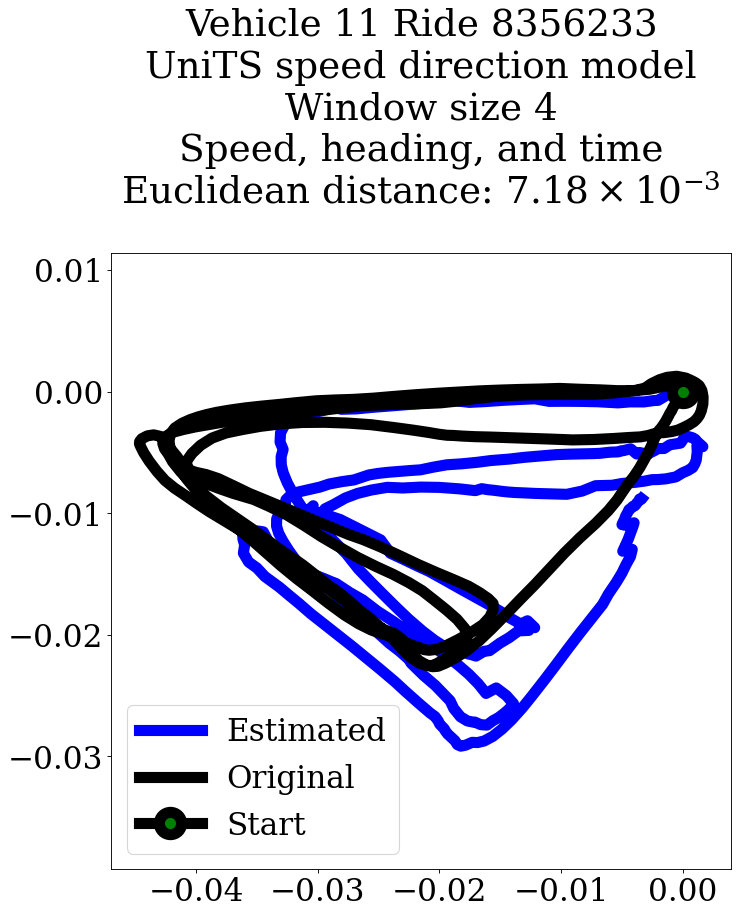 Vehicle 11 Ride 8356233
UniTS speed direction model
Window size 4
Speed, heading, and time
Euclidean distance: 7.18 × 10⁻³
0.01
0.00
−0.01
−0.02
−0.03
Estimated
Original
Start
−0.04 −0.03 −0.02 −0.01 0.00